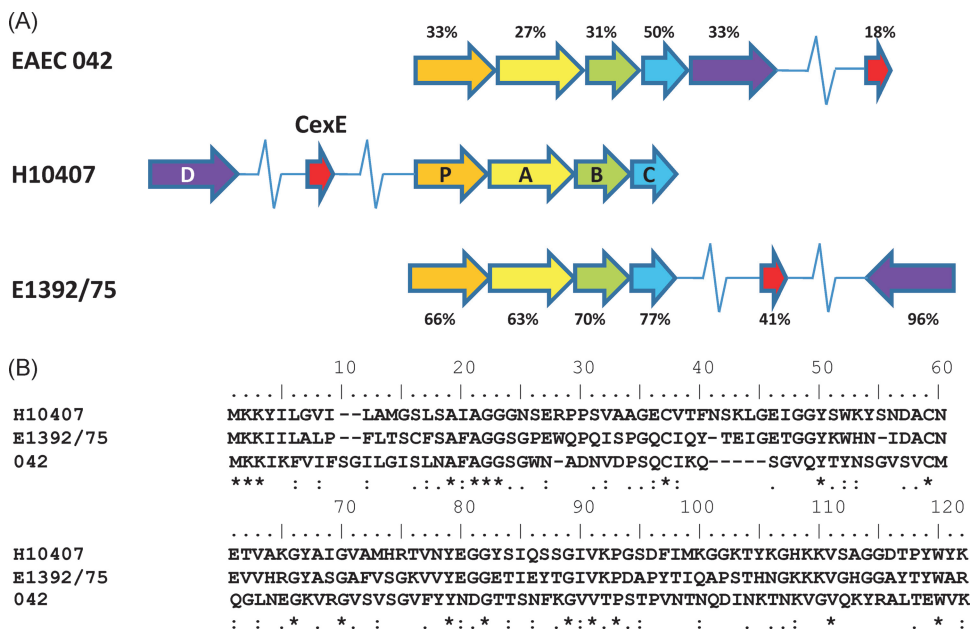 (A)
33% 27% 31% 50% 33% 18%
EAEC 042
CexE
H10407 D P A B C
E1392/75
66% 63% 70% 77% 41% 96%
(B)
10 20 30 40 50 60
....|....|....|....|....|....|....|....|....|....|....|....|
H10407 MKKYILGVI--LAMGSLSAIAGGGNSERPPSVAAGECVTFNSKLGEIGGYSWKYSNDACN
E1392/75 MKKIILALP--FLTSCFSAFAGGSGPEWQPQISPGQCIQY-TEIGETGGYKWHN-IDACN
042 MKKIKFVIFSGILGISLNAFAGGSGWN-ADNVDPSQCIKQ-----SGVQYTYNSGVSVCM
***  : :   .   .: *:***. .   . .  .*:       . : *.::   .:* 
70 80 90 100 110 120
....|....|....|....|....|....|....|....|....|....|....|....|..
H10407 ETVAKGYAIGVAMHRTVNYEGGYSIQSSGIVKPGSDFIMKGGKTYKGHKKVSAGGDTPYWYK
E1392/75 EVVHRGYASGAFVSGKVVYEGGETIEYTGIVKPDAPYTIQAPSTHNGKKKVGHGGAYTYWAR
042 QGLNEGKVRGVSVSGVFYYNDGTTSNFKGVVTPSTPVNTNQDINKTNKVGVQKYRALTEWVK
: : .* . *. :  . *:.* : : .*:*.*.:    :  .  ..:  *      . * :